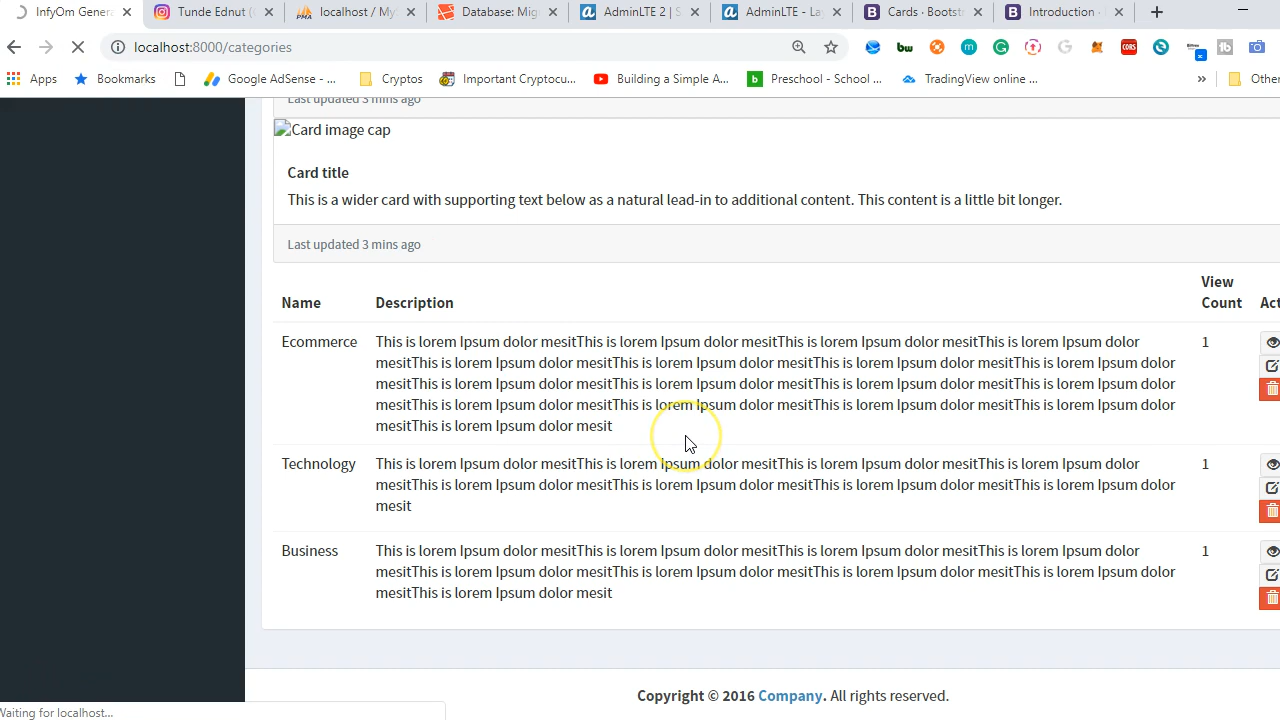 InfyOm Genera
Tunde Ednut (
localhost / My
Database: Mig
AdminLTE 2 | S
AdminLTE - La
Cards · Bootstr
Introduction ·
localhost:8000/categories
Apps
Bookmarks
Google AdSense - ...
Cryptos
Important Cryptocu...
Building a Simple A...
Preschool - School ...
TradingView online ...
»
Other
Last updated 3 mins ago
Card image cap
Card title
This is a wider card with supporting text below as a natural lead-in to additional content. This content is a little bit longer.
Last updated 3 mins ago
Name Description View Count Act
Ecommerce This is lorem Ipsum dolor mesitThis is lorem Ipsum dolor mesitThis is lorem Ipsum dolor mesitThis is lorem Ipsum dolor 1
mesitThis is lorem Ipsum dolor mesitThis is lorem Ipsum dolor mesitThis is lorem Ipsum dolor mesitThis is lorem Ipsum dolor
mesitThis is lorem Ipsum dolor mesitThis is lorem Ipsum dolor mesitThis is lorem Ipsum dolor mesitThis is lorem Ipsum dolor
mesitThis is lorem Ipsum dolor mesitThis is lorem Ipsum dolor mesitThis is lorem Ipsum dolor mesitThis is lorem Ipsum dolor
mesitThis is lorem Ipsum dolor mesit
Technology This is lorem Ipsum dolor mesitThis is lorem Ipsum dolor mesitThis is lorem Ipsum dolor mesitThis is lorem Ipsum dolor 1
mesitThis is lorem Ipsum dolor mesitThis is lorem Ipsum dolor mesitThis is lorem Ipsum dolor mesitThis is lorem Ipsum dolor
mesit
Business This is lorem Ipsum dolor mesitThis is lorem Ipsum dolor mesitThis is lorem Ipsum dolor mesitThis is lorem Ipsum dolor 1
mesitThis is lorem Ipsum dolor mesitThis is lorem Ipsum dolor mesitThis is lorem Ipsum dolor mesitThis is lorem Ipsum dolor
mesitThis is lorem Ipsum dolor mesit
Copyright © 2016 Company. All rights reserved.
Waiting for localhost...